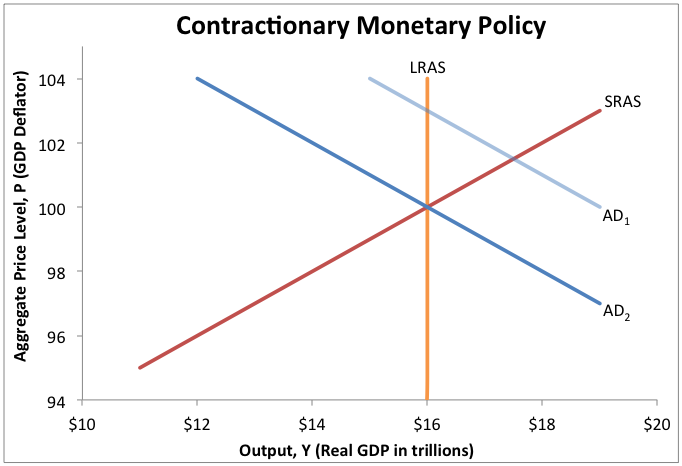 Contractionary Monetary Policy
Aggregate Price Level, P (GDP Deflator)
104
102
100
98
96
94
LRAS
SRAS
AD1
AD2
$10 $12 $14 $16 $18 $20
Output, Y (Real GDP in trillions)